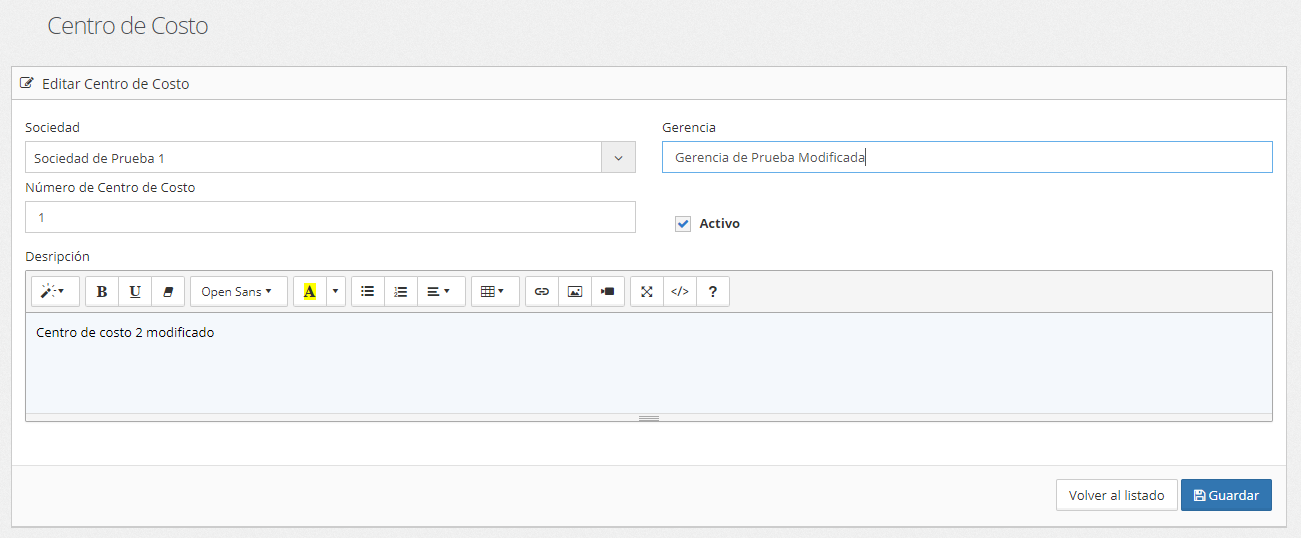 Centro de Costo
Editar Centro de Costo
Sociedad
Gerencia
Sociedad de Prueba 1
Gerencia de Prueba Modificada
Número de Centro de Costo
1
Activo
Desripción
B U Open Sans A </> ?
Centro de costo 2 modificado
Volver al listado Guardar